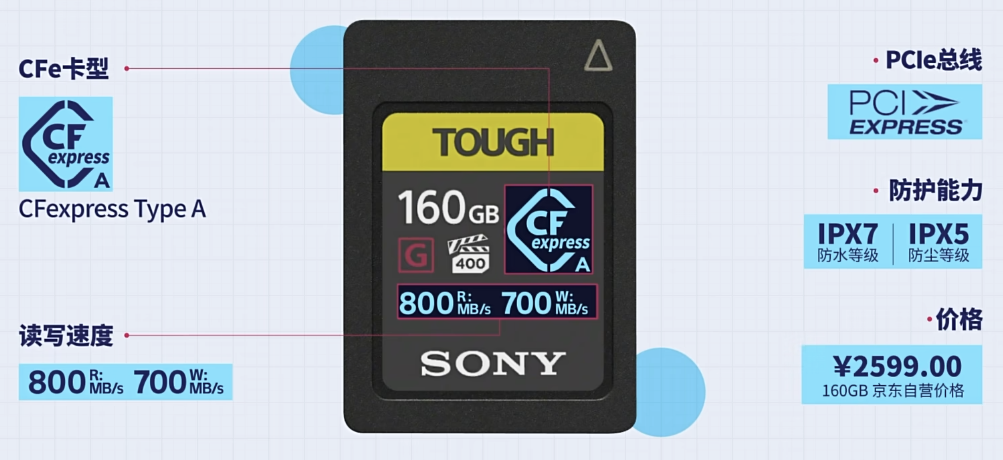 CFe卡型
CF
express
A
CFexpress Type A
读写速度
800 R: MB/s 700 W: MB/s
TOUGH
160GB
CF
express
A
G
400
800 R: MB/s 700 W: MB/s
SONY
PCIe总线
PCI
EXPRESS
防护能力
IPX7 IPX5
防水等级 防尘等级
价格
¥2599.00
160GB 京东自营价格